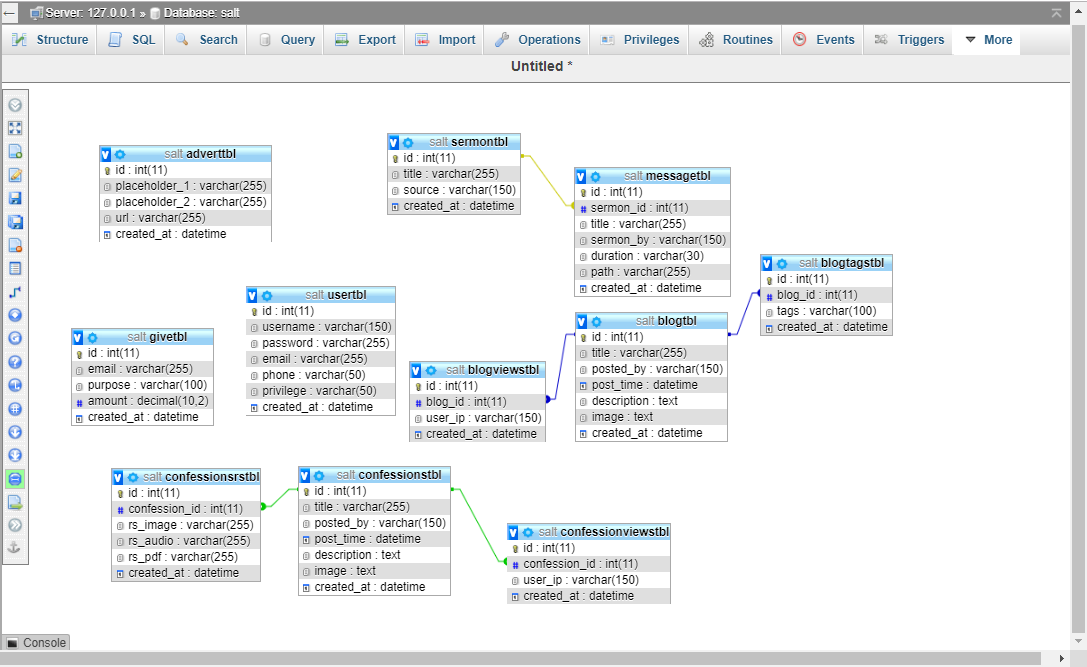 Server: 127.0.0.1 » Database: salt
Structure SQL Search Query Export Import Operations Privileges Routines Events Triggers More
Untitled *
salt adverttbl
id : int(11)
placeholder_1 : varchar(255)
placeholder_2 : varchar(255)
url : varchar(255)
created_at : datetime
salt sermontbl
id : int(11)
title : varchar(255)
source : varchar(150)
created_at : datetime
salt messagetbl
id : int(11)
sermon_id : int(11)
title : varchar(255)
sermon_by : varchar(150)
duration : varchar(30)
path : varchar(255)
created_at : datetime
salt blogtagstbl
id : int(11)
blog_id : int(11)
tags : varchar(100)
created_at : datetime
salt usertbl
id : int(11)
username : varchar(150)
password : varchar(255)
email : varchar(255)
phone : varchar(50)
privilege : varchar(50)
created_at : datetime
salt givetbl
id : int(11)
email : varchar(255)
purpose : varchar(100)
amount : decimal(10,2)
created_at : datetime
salt blogviewstbl
id : int(11)
blog_id : int(11)
user_ip : varchar(150)
created_at : datetime
salt blogtbl
id : int(11)
title : varchar(255)
posted_by : varchar(150)
post_time : datetime
description : text
image : text
created_at : datetime
salt confessionsrstbl
id : int(11)
confession_id : int(11)
rs_image : varchar(255)
rs_audio : varchar(255)
rs_pdf : varchar(255)
created_at : datetime
salt confessionstbl
id : int(11)
title : varchar(255)
posted_by : varchar(150)
post_time : datetime
description : text
image : text
created_at : datetime
salt confessionviewstbl
id : int(11)
confession_id : int(11)
user_ip : varchar(150)
created_at : datetime
Console